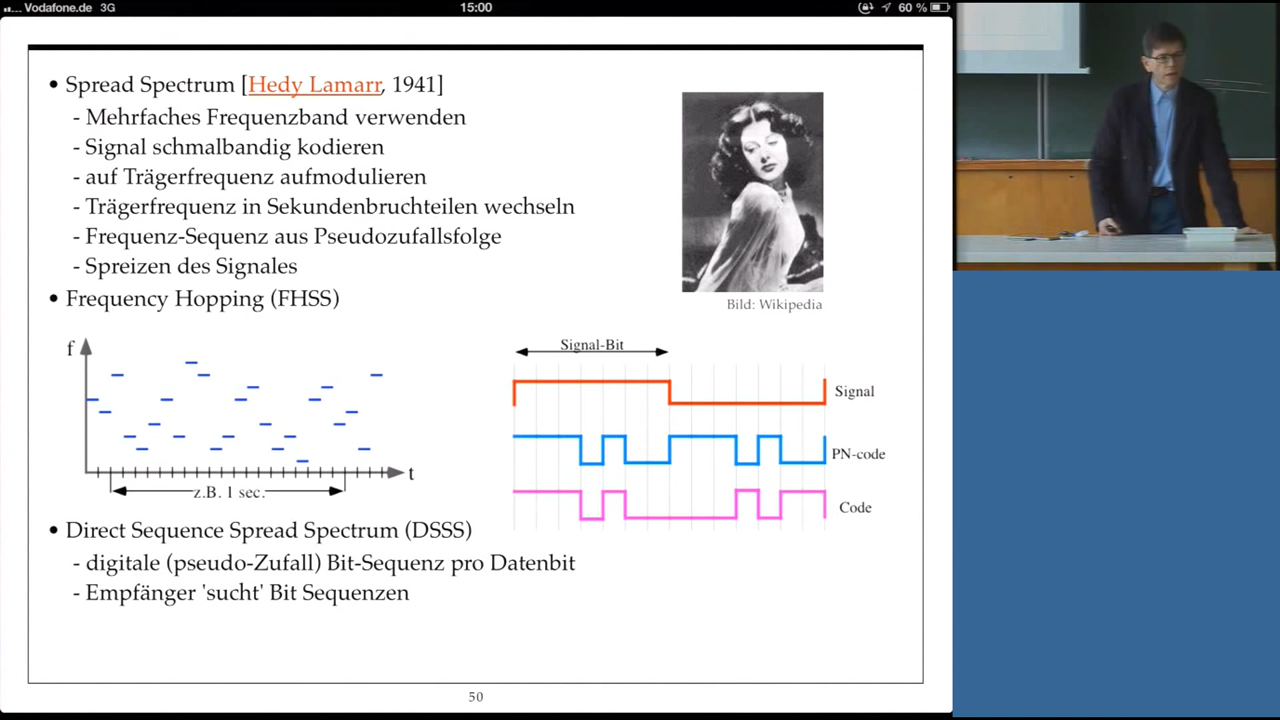 Vodafone.de 3G 15:00 60 %
• Spread Spectrum [Hedy Lamarr, 1941]
- Mehrfaches Frequenzband verwenden
- Signal schmalbandig kodieren
- auf Trägerfrequenz aufmodulieren
- Trägerfrequenz in Sekundenbruchteilen wechseln
- Frequenz-Sequenz aus Pseudozufallsfolge
- Spreizen des Signales
Bild: Wikipedia
• Frequency Hopping (FHSS)
f
t
z.B. 1 sec.
Signal-Bit
Signal
PN-code
Code
• Direct Sequence Spread Spectrum (DSSS)
- digitale (pseudo-Zufall) Bit-Sequenz pro Datenbit
- Empfänger 'sucht' Bit Sequenzen
50